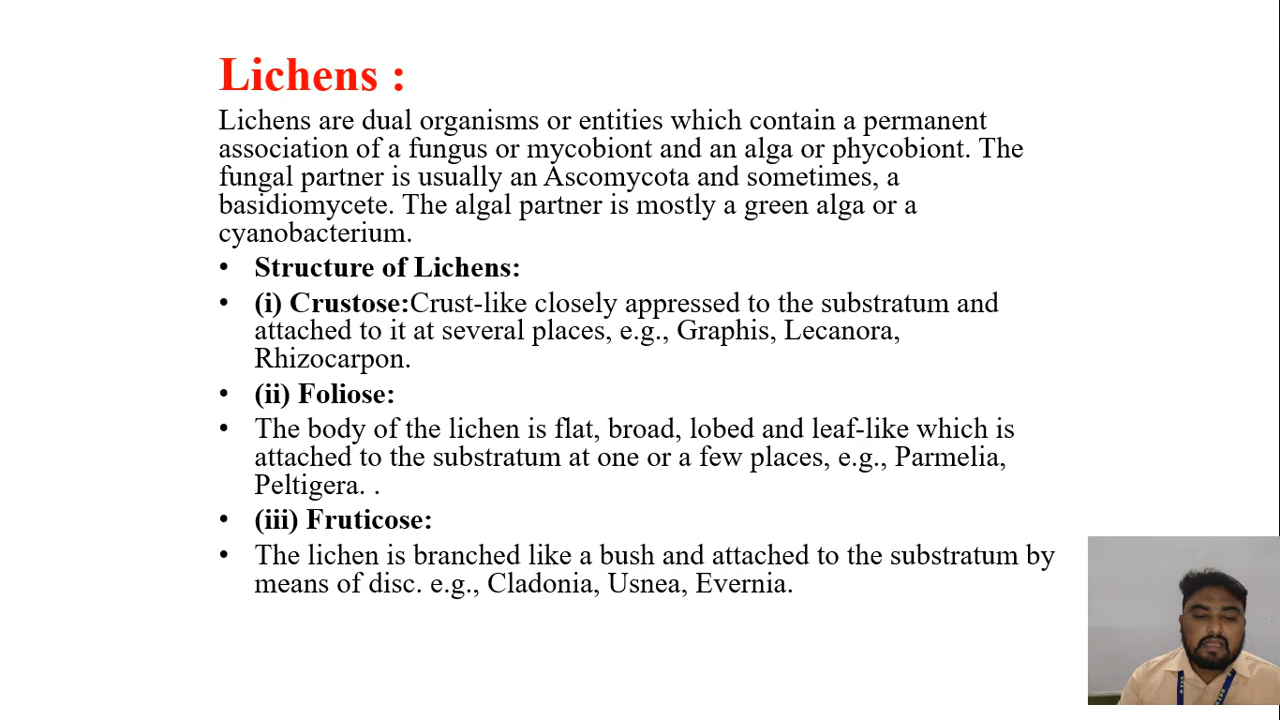 Lichens :
Lichens are dual organisms or entities which contain a permanent
association of a fungus or mycobiont and an alga or phycobiont. The
fungal partner is usually an Ascomycota and sometimes, a
basidiomycete. The algal partner is mostly a green alga or a
cyanobacterium.
• Structure of Lichens:
• (i) Crustose:Crust-like closely appressed to the substratum and
attached to it at several places, e.g., Graphis, Lecanora,
Rhizocarpon.
• (ii) Foliose:
• The body of the lichen is flat, broad, lobed and leaf-like which is
attached to the substratum at one or a few places, e.g., Parmelia,
Peltigera. .
• (iii) Fruticose:
• The lichen is branched like a bush and attached to the substratum by
means of disc. e.g., Cladonia, Usnea, Evernia.